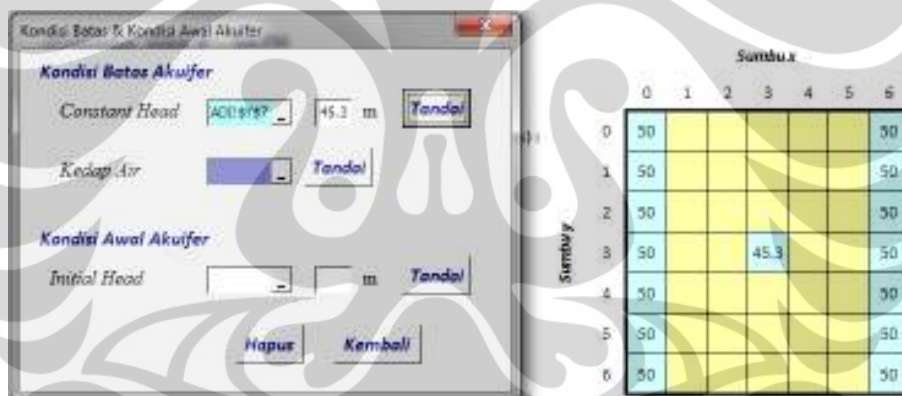 Kondisi Batas & Kondisi Awal Akuifer
Kondisi Batas Akuifer
Constant Head 45.3 m Tandai
Kedap Air Tandai
Kondisi Awal Akuifer
Initial Head m Tandai
Hapus Kembali
Sumbu x
0 1 2 3 4 5 6
Sumbu y
0 50 50
1 50 50
2 50 50
3 50 45.3 50
4 50 50
5 50 50
6 50 50